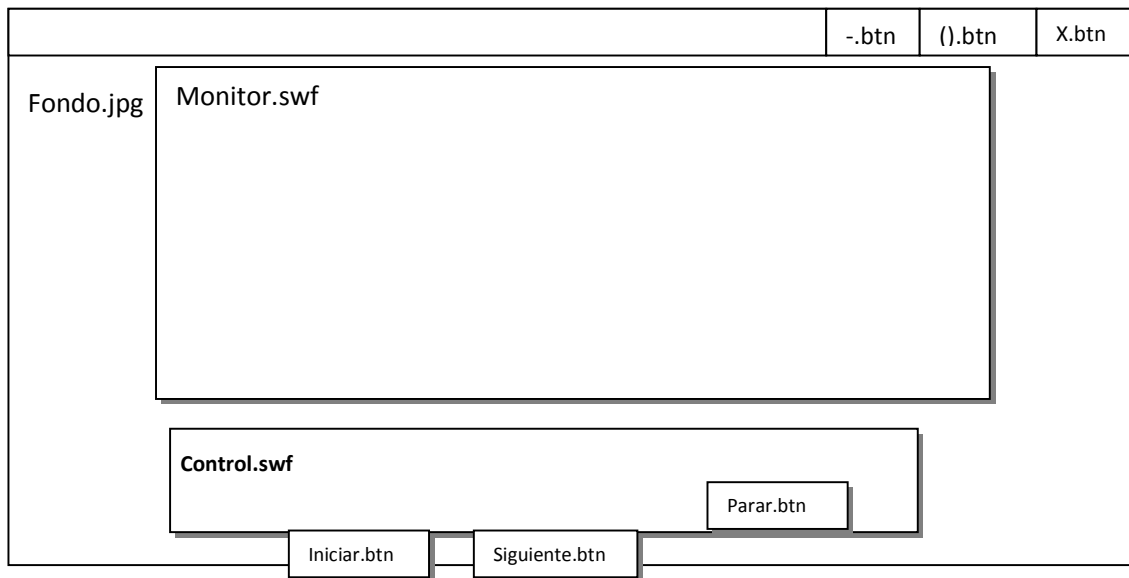 -.btn
().btn
X.btn
Fondo.jpg
Monitor.swf
Control.swf
Parar.btn
Iniciar.btn
Siguiente.btn